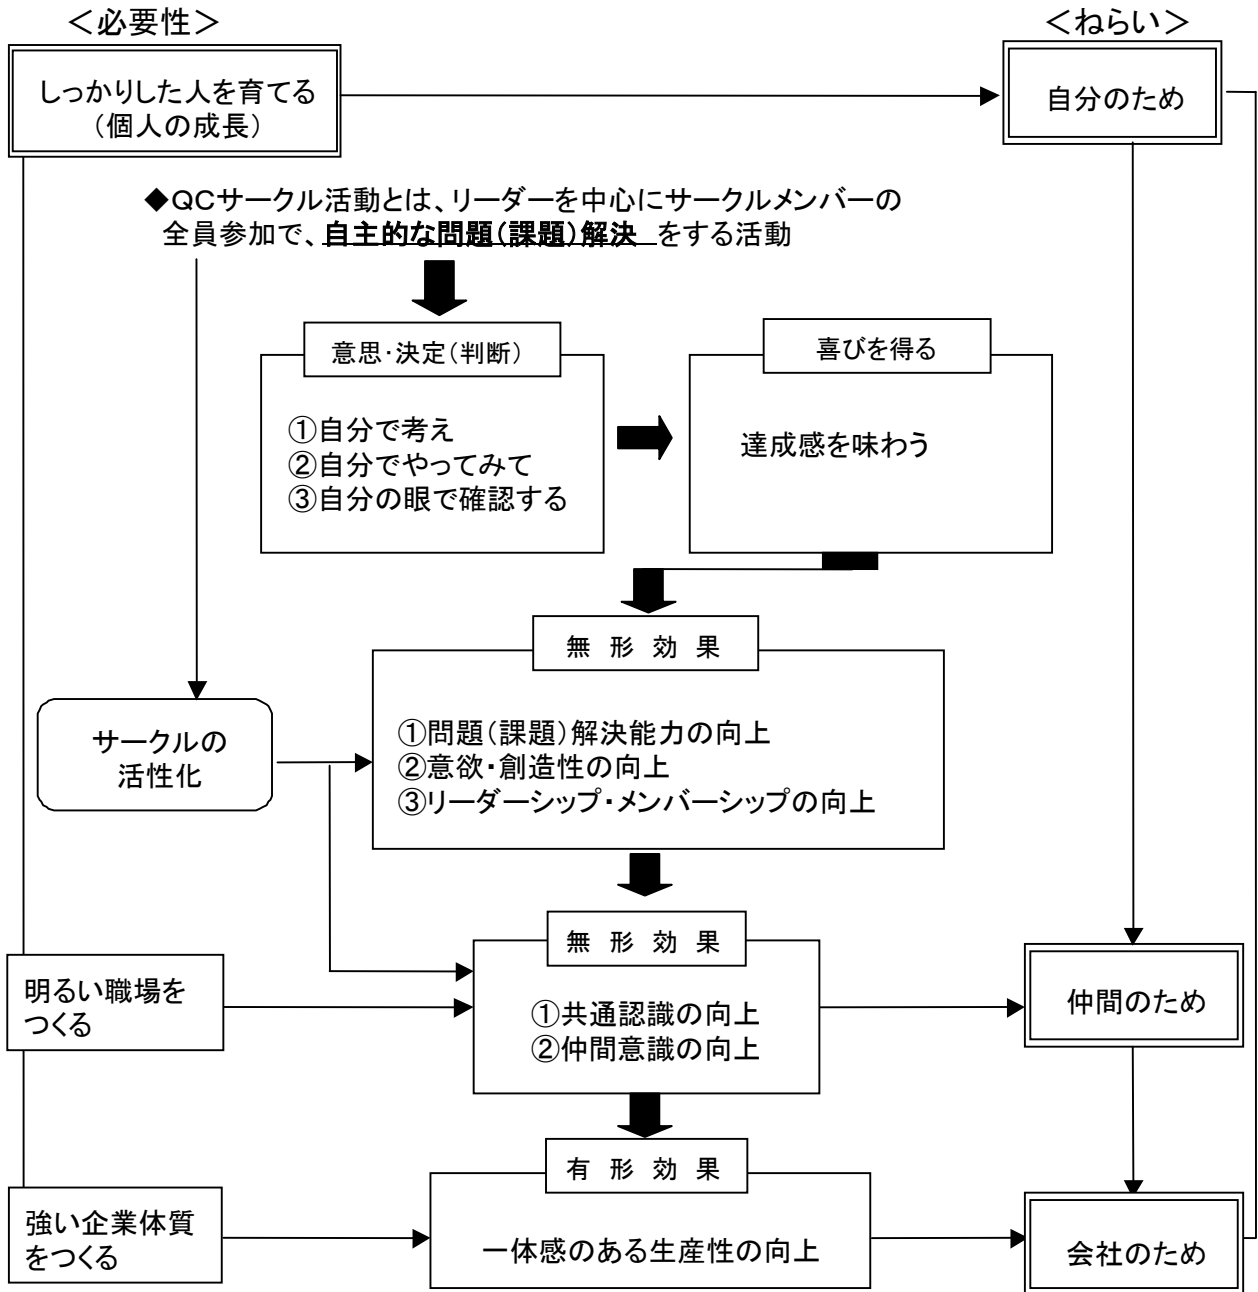 ＜必要性＞
＜ねらい＞
しっかりした人を育てる
（個人の成長）
自分のため
◆ＱＣサークル活動とは、リーダーを中心にサークルメンバーの
全員参加で、自主的な問題（課題）解決 をする活動
意思・決定（判断）
喜びを得る
①自分で考え
②自分でやってみて
③自分の眼で確認する
達成感を味わう
無 形 効 果
①問題（課題）解決能力の向上
②意欲・創造性の向上
③リーダーシップ・メンバーシップの向上
サークルの
活性化
無 形 効 果
①共通認識の向上
②仲間意識の向上
明るい職場を
つくる
仲間のため
有 形 効 果
一体感のある生産性の向上
強い企業体質
をつくる
会社のため